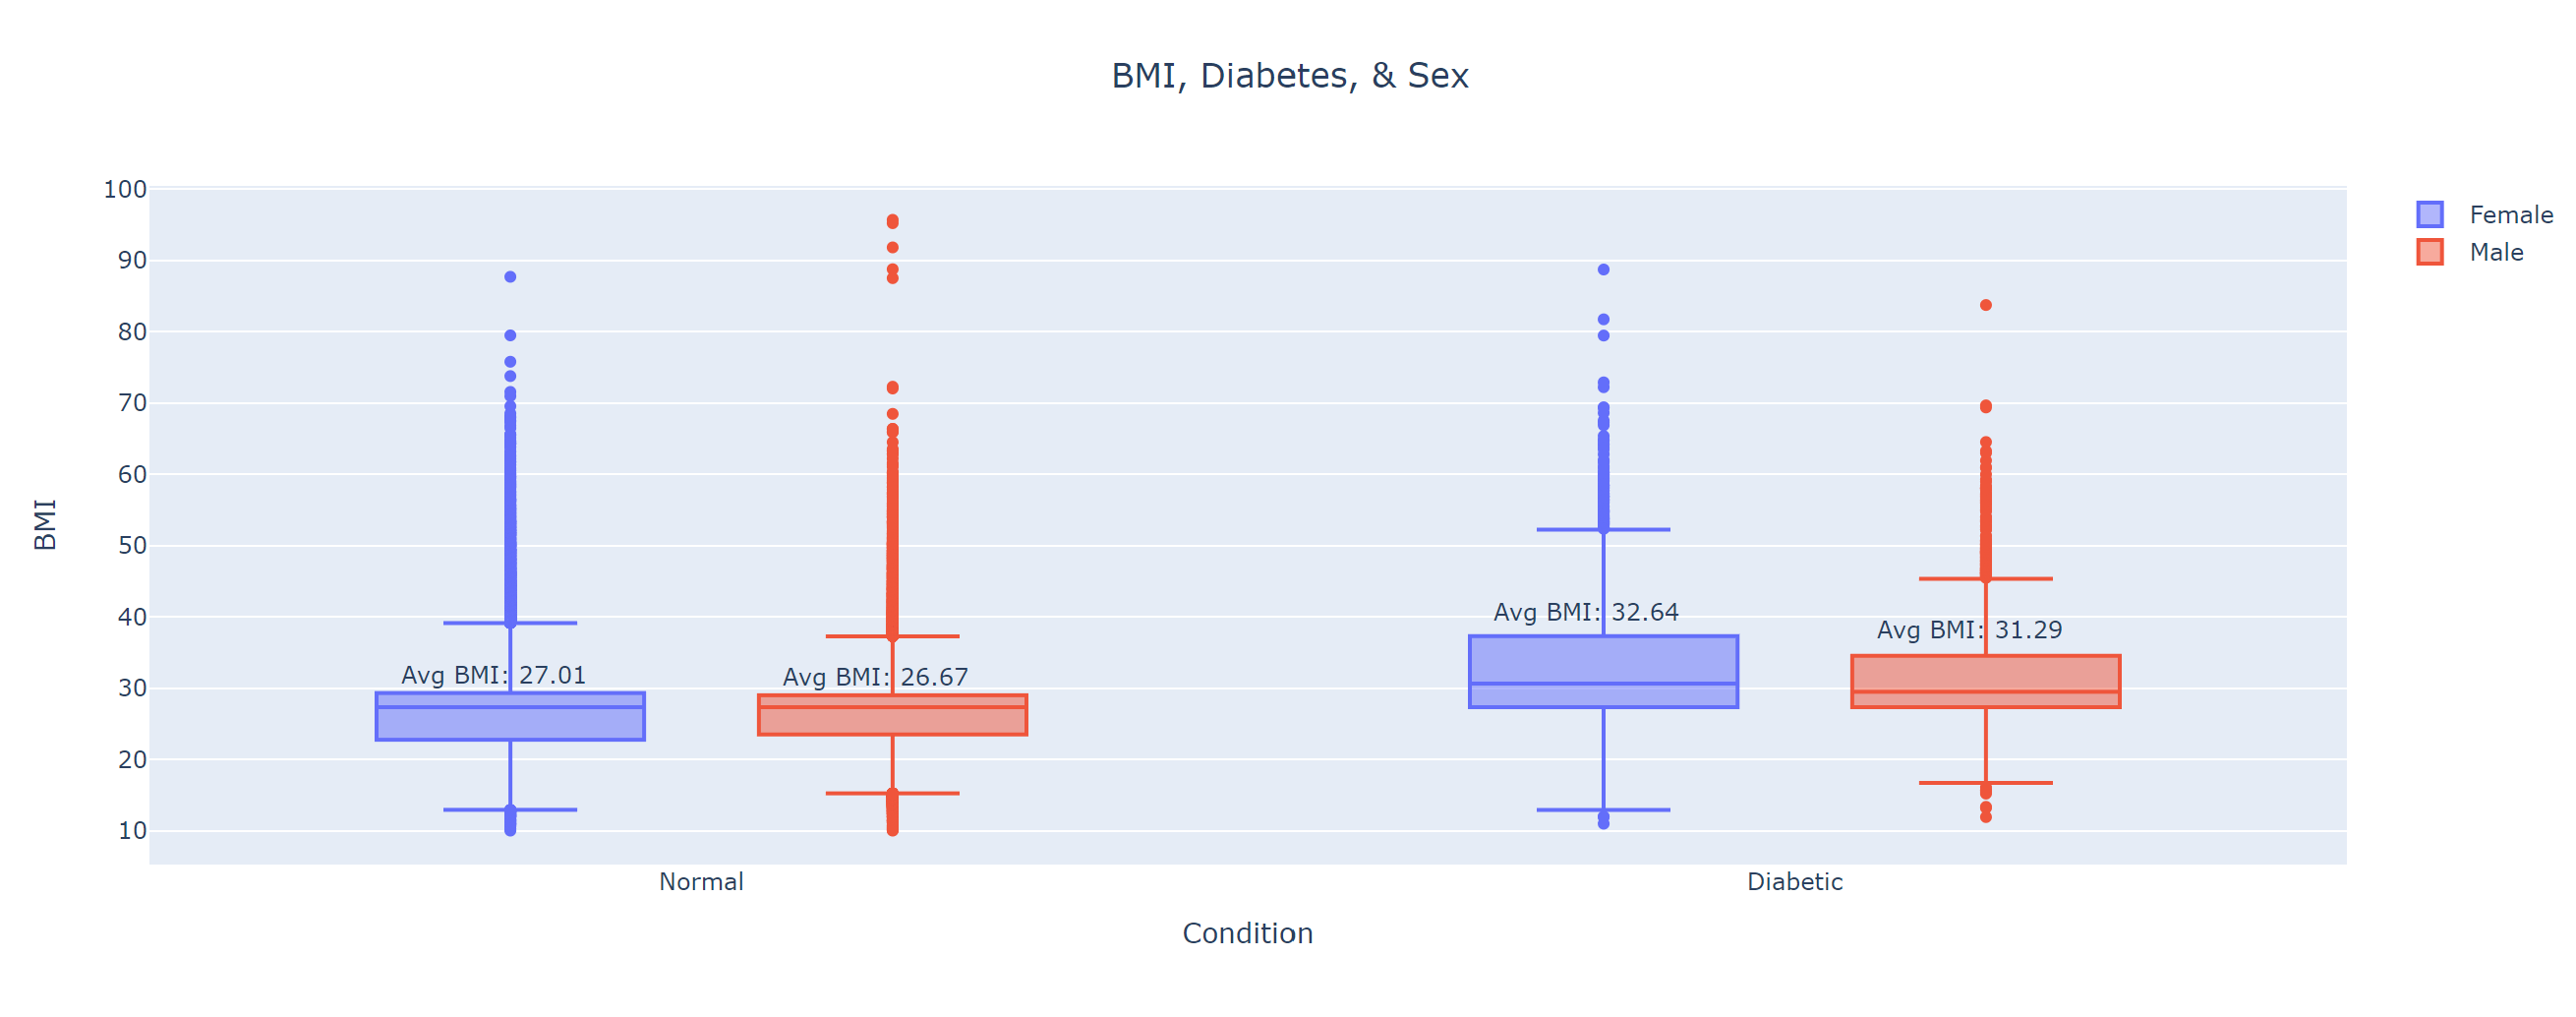 BMI, Diabetes, & Sex
100
90
80
70
60
50
40
30
20
10
BMI
Avg BMI: 27.01
Avg BMI: 26.67
Avg BMI: 32.64
Avg BMI: 31.29
Normal
Diabetic
Condition
Female
Male